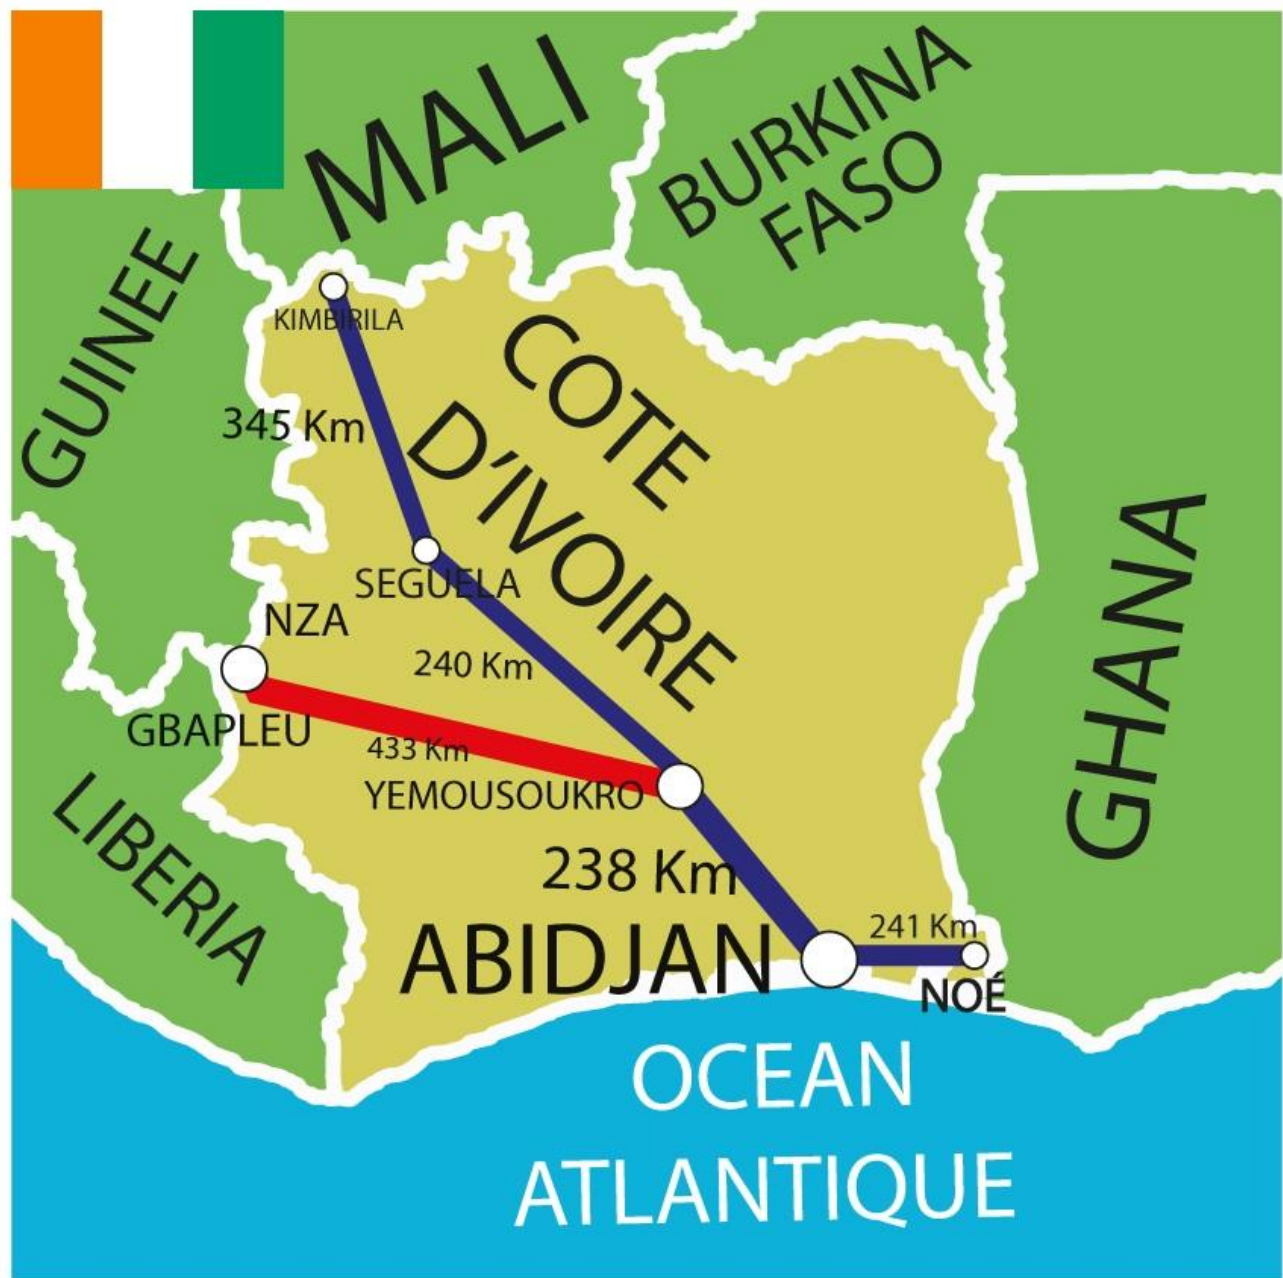 MALI
BURKINA
FASO
GUINEE
KIMBIRILA
COTE
D'IVOIRE
345 Km
GHANA
SEGUELA
NZA
240 Km
GBAPLEU
433 Km
YEMOUSOUKRO
LIBERIA
238 Km
ABIDJAN
241 Km
NOÉ
OCEAN
ATLANTIQUE